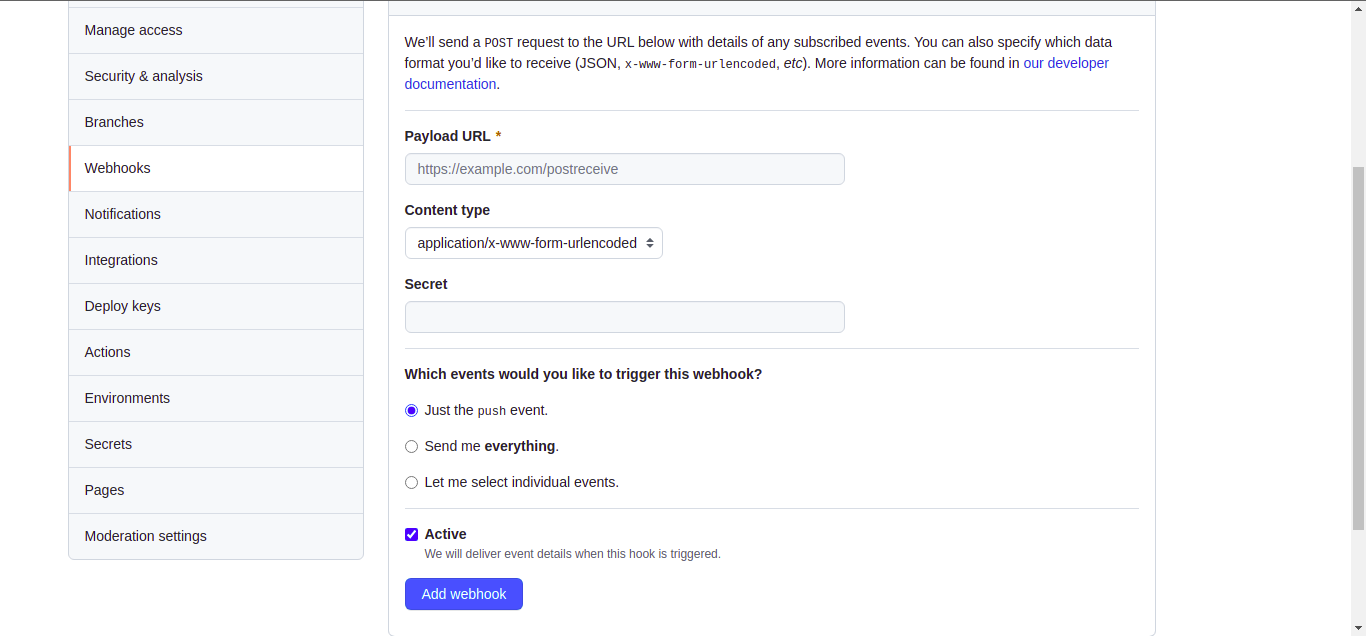 Manage access
Security & analysis
Branches
Webhooks
Notifications
Integrations
Deploy keys
Actions
Environments
Secrets
Pages
Moderation settings
We’ll send a POST request to the URL below with details of any subscribed events. You can also specify which data
format you’d like to receive (JSON, x-www-form-urlencoded, etc). More information can be found in our developer
documentation.
Payload URL *
https://example.com/postreceive
Content type
application/x-www-form-urlencoded
Secret
Which events would you like to trigger this webhook?
Just the push event.
Send me everything.
Let me select individual events.
Active
We will deliver event details when this hook is triggered.
Add webhook